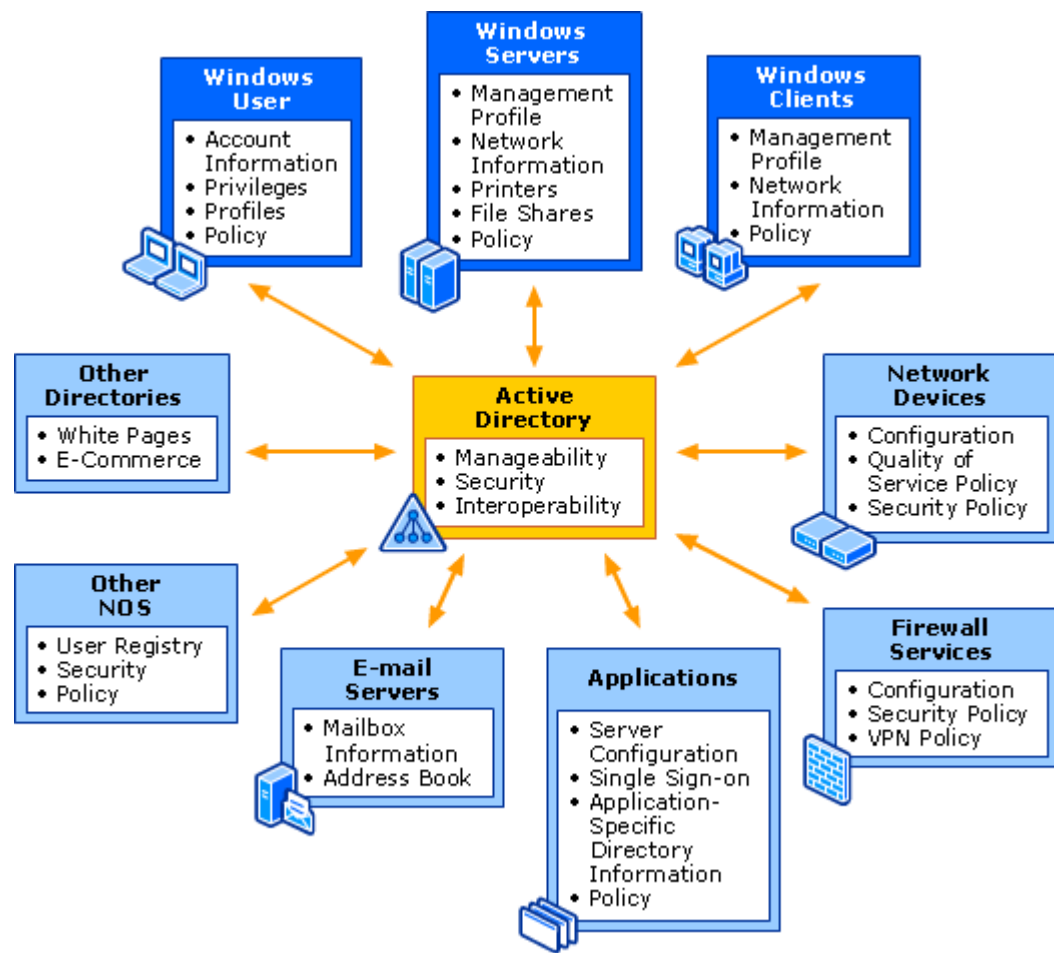 Windows
User
• Account
Information
• Privileges
• Profiles
• Policy
Windows
Servers
• Management
Profile
• Network
Information
• Printers
• File Shares
• Policy
Windows
Clients
• Management
Profile
• Network
Information
• Policy
Other
Directories
• White Pages
• E-Commerce
Active
Directory
• Manageability
• Security
• Interoperability
Network
Devices
• Configuration
• Quality of
Service Policy
• Security Policy
Other
NOS
• User Registry
• Security
• Policy
E-mail
Servers
• Mailbox
Information
• Address Book
Applications
• Server
Configuration
• Single Sign-on
• Application-
Specific
Directory
Information
• Policy
Firewall
Services
• Configuration
• Security Policy
• VPN Policy